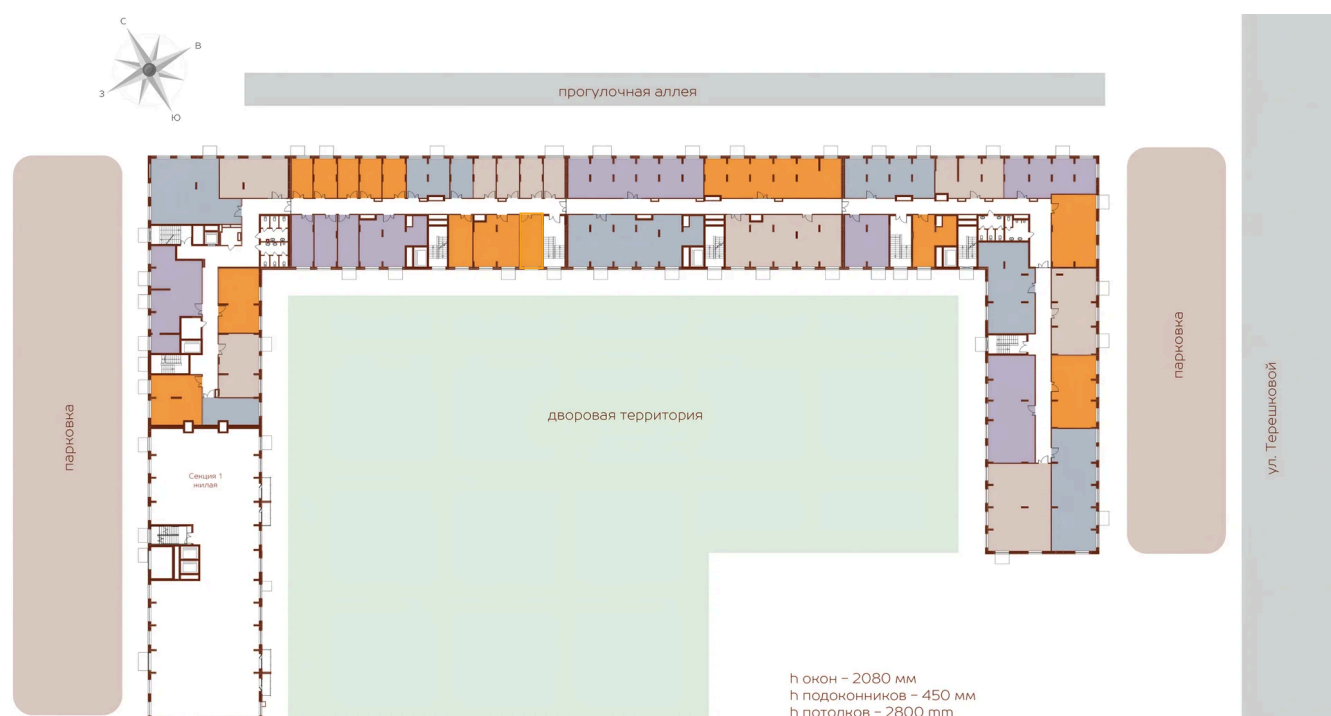 С
В
З
Ю
прогулочная аллея
парковка
дворовая территория
парковка
ул. Терешковой
Секция 1
жилая
h окон – 2080 мм
h подоконников – 450 мм
h потолков – 2800 mm